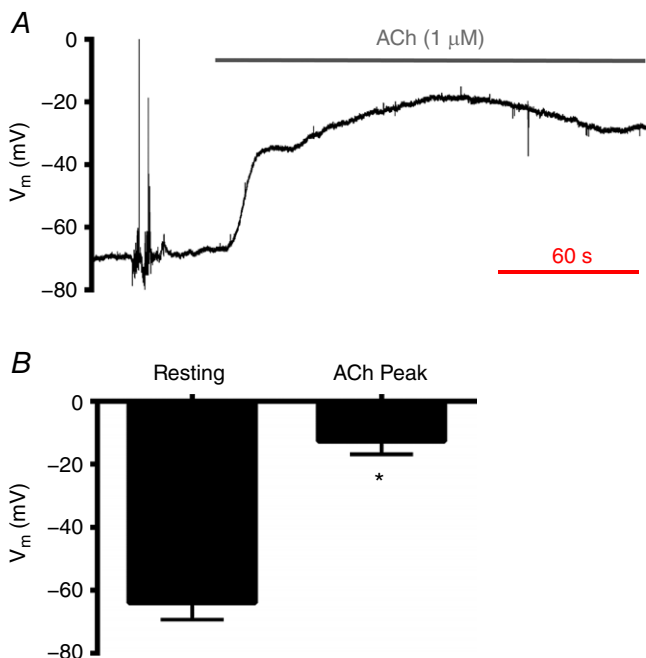 A
ACh (1 μM)
0
−20
−40
−60
−80
Vm (mV)
60 s
B
Resting
ACh Peak
0
−20
−40
−60
−80
Vm (mV)
*